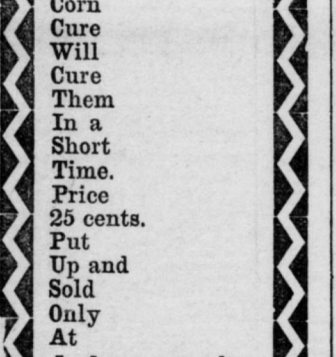 Corn
Cure
Will
Cure
Them
In a
Short
Time.
Price
25 cents.
Put
Up and
Sold
Only
At